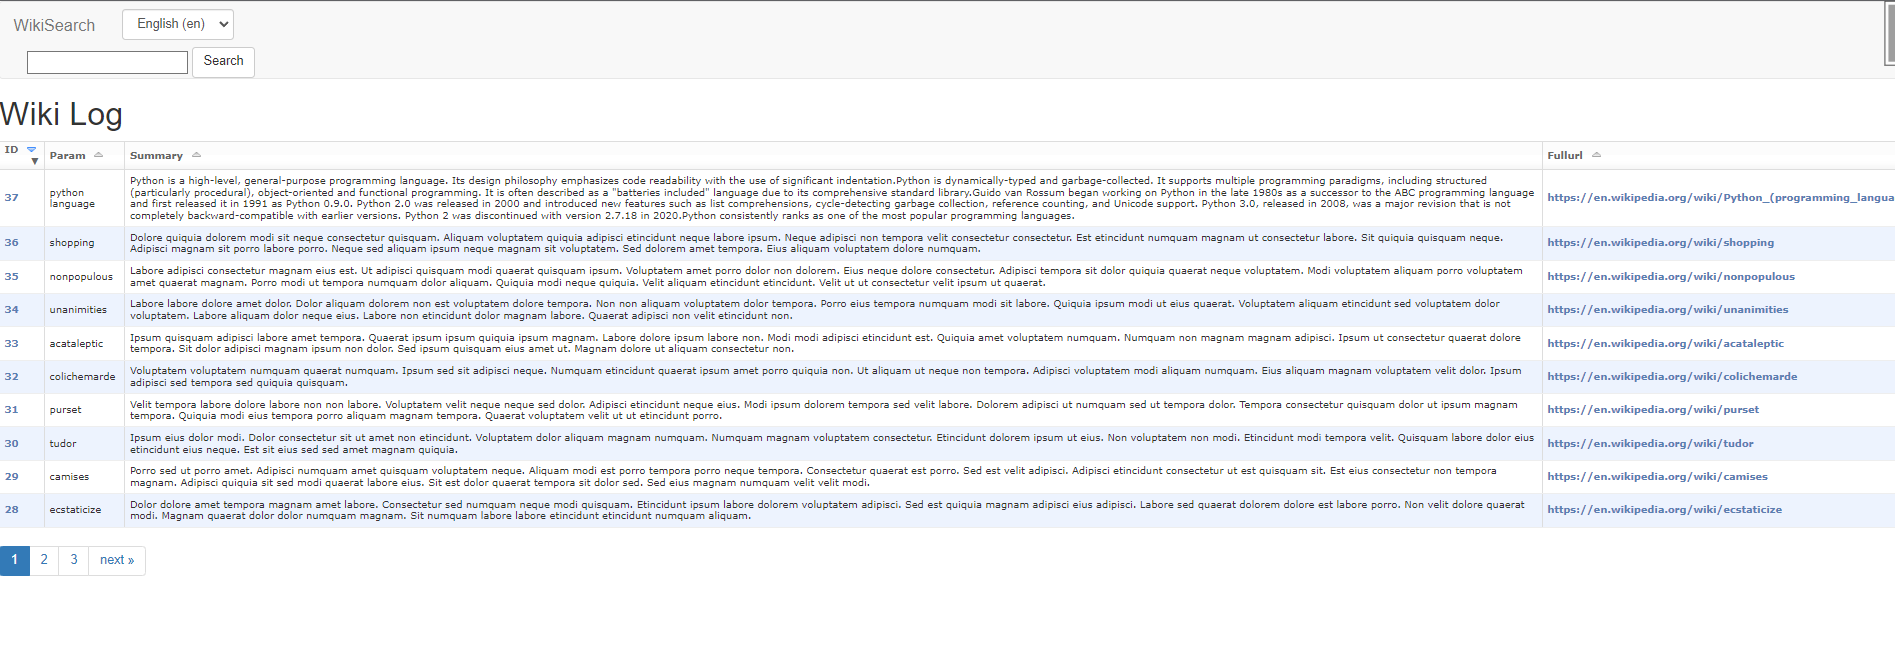 WikiSearch English (en)
Search
Wiki Log
ID Param Summary Fullurl
Python is a high-level, general-purpose programming language. Its design philosophy emphasizes code readability with the use of significant indentation.Python is dynamically-typed and garbage-collected. It supports multiple programming paradigms, including structured
37 python language (particularly procedural), object-oriented and functional programming. It is often described as a "batteries included" language due to its comprehensive standard library.Guido van Rossum began working on Python in the late 1980s as a successor to the ABC programming language https://en.wikipedia.org/wiki/Python_(programming_langua
and first released it in 1991 as Python 0.9.0. Python 2.0 was released in 2000 and introduced new features such as list comprehensions, cycle-detecting garbage collection, reference counting, and Unicode support. Python 3.0, released in 2008, was a major revision that is not
completely backward-compatible with earlier versions. Python 2 was discontinued with version 2.7.18 in 2020.Python consistently ranks as one of the most popular programming languages.
36 shopping Dolore quiquia dolorem modi sit neque consectetur quisquam. Aliquam voluptatem quiquia adipisci etincidunt neque labore ipsum. Neque adipisci non tempora velit consectetur consectetur. Est etincidunt numquam magnam ut consectetur labore. Sit quiquia quisquam neque. https://en.wikipedia.org/wiki/shopping
Adipisci magnam sit porro labore porro. Neque sed aliquam ipsum neque magnam sit voluptatem. Sed dolorem amet tempora. Eius aliquam voluptatem dolore numquam.
35 nonpopulous Labore adipisci consectetur magnam eius est. Ut adipisci quisquam modi quaerat quisquam ipsum. Voluptatem amet porro dolor non dolorem. Eius neque dolore consectetur. Adipisci tempora sit dolor quiquia quaerat neque voluptatem. Modi voluptatem aliquam porro voluptatem https://en.wikipedia.org/wiki/nonpopulous
amet quaerat magnam. Porro modi ut tempora numquam dolor aliquam. Quiquia modi neque quiquia. Velit aliquam etincidunt etincidunt. Velit ut ut consectetur velit ipsum ut quaerat.
34 unanimities Labore labore dolore amet dolor. Dolor aliquam dolorem non est voluptatem dolore tempora. Non non aliquam voluptatem dolor tempora. Porro eius tempora numquam modi sit labore. Quiquia ipsum modi ut eius quaerat. Voluptatem aliquam etincidunt sed voluptatem dolor https://en.wikipedia.org/wiki/unanimities
voluptatem. Labore aliquam dolor neque eius. Labore non etincidunt dolor magnam labore. Quaerat adipisci non velit etincidunt non.
33 acataleptic Ipsum quisquam adipisci labore amet tempora. Quaerat ipsum ipsum quiquia ipsum magnam. Labore dolore ipsum labore non. Modi modi adipisci etincidunt est. Quiquia amet voluptatem numquam. Numquam non magnam magnam adipisci. Ipsum ut consectetur quaerat dolore https://en.wikipedia.org/wiki/acataleptic
tempora. Sit dolor adipisci magnam ipsum non dolor. Sed ipsum quisquam eius amet ut. Magnam dolore ut aliquam consectetur non.
32 colichemarde Voluptatem voluptatem numquam quaerat numquam. Ipsum sed sit adipisci neque. Numquam etincidunt quaerat ipsum amet porro quiquia non. Ut aliquam ut neque non tempora. Adipisci voluptatem modi aliquam numquam. Eius aliquam magnam voluptatem velit dolor. Ipsum https://en.wikipedia.org/wiki/colichemarde
adipisci sed tempora sed quiquia quisquam.
31 purset Velit tempora labore dolore labore non non labore. Voluptatem velit neque neque sed dolor. Adipisci etincidunt neque eius. Modi ipsum dolorem tempora sed velit labore. Dolorem adipisci ut numquam sed ut tempora dolor. Tempora consectetur quisquam dolor ut ipsum magnam https://en.wikipedia.org/wiki/purset
tempora. Quiquia modi eius tempora porro aliquam magnam tempora. Quaerat voluptatem velit ut ut etincidunt porro.
30 tudor Ipsum eius dolor modi. Dolor consectetur sit ut amet non etincidunt. Voluptatem dolor aliquam magnam numquam. Numquam magnam voluptatem consectetur. Etincidunt dolorem ipsum ut eius. Non voluptatem non modi. Etincidunt modi tempora velit. Quisquam labore dolor eius https://en.wikipedia.org/wiki/tudor
etincidunt eius neque. Est sit eius sed sed amet magnam quiquia.
29 camises Porro sed ut porro amet. Adipisci numquam amet quisquam voluptatem neque. Aliquam modi est porro tempora porro neque tempora. Consectetur quaerat est porro. Sed est velit adipisci. Adipisci etincidunt consectetur ut est quisquam sit. Est eius consectetur non tempora https://en.wikipedia.org/wiki/camises
magnam. Adipisci quiquia sit sed modi quaerat labore eius. Sit est dolor quaerat tempora sit dolor sed. Sed eius magnam numquam velit velit modi.
28 ecstaticize Dolor dolore amet tempora magnam amet labore. Consectetur sed numquam neque modi quisquam. Etincidunt ipsum labore dolorem voluptatem adipisci. Sed est quiquia magnam adipisci eius adipisci. Labore sed quaerat dolorem dolore est labore porro. Non velit dolore quaerat https://en.wikipedia.org/wiki/ecstaticize
modi. Magnam quaerat dolor dolor numquam magnam. Sit numquam labore labore etincidunt etincidunt numquam aliquam.
1 2 3 next »